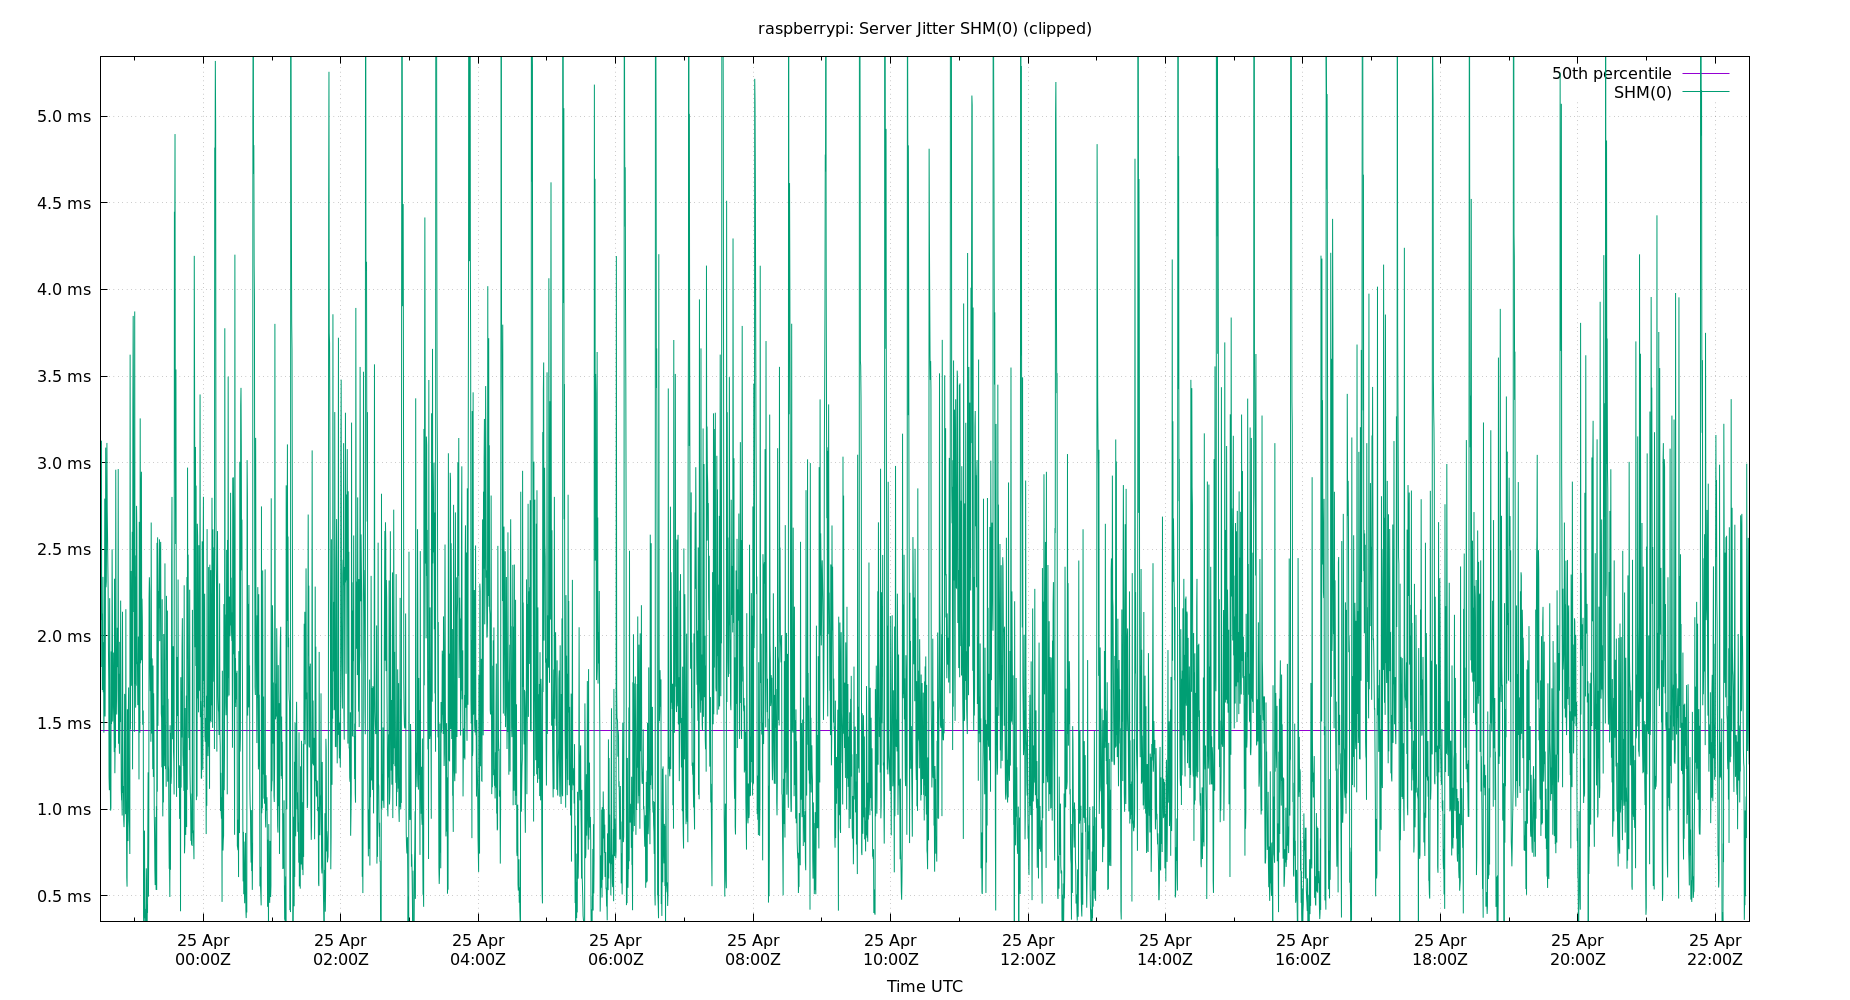 raspberrypi: Server Jitter SHM(0) (clipped)
50th percentile
SHM(0)
5.0 ms
4.5 ms
4.0 ms
3.5 ms
3.0 ms
2.5 ms
2.0 ms
1.5 ms
1.0 ms
0.5 ms
25 Apr 25 Apr 25 Apr 25 Apr 25 Apr 25 Apr 25 Apr 25 Apr 25 Apr 25 Apr 25 Apr 25 Apr
00:00Z 02:00Z 04:00Z 06:00Z 08:00Z 10:00Z 12:00Z 14:00Z 16:00Z 18:00Z 20:00Z 22:00Z
Time UTC